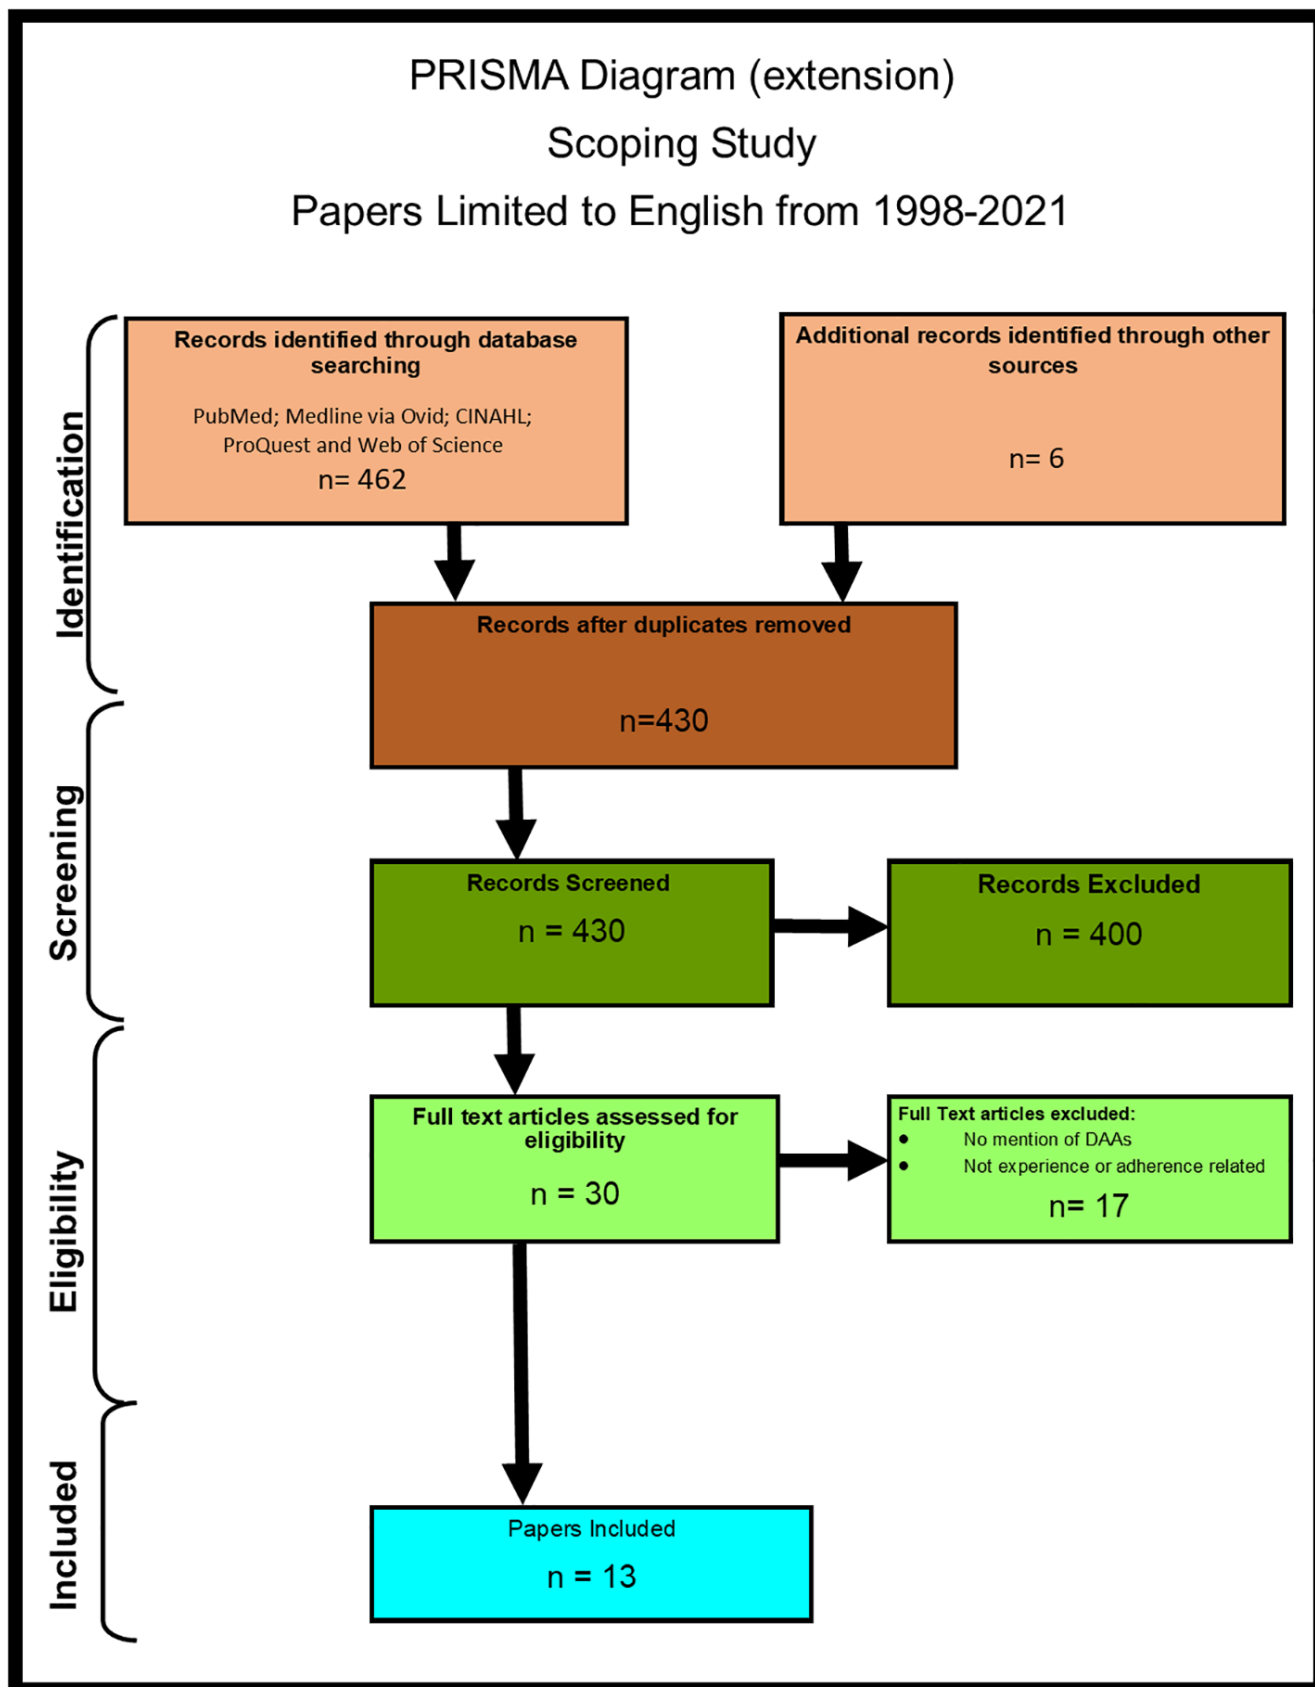 PRISMA Diagram (extension)
Scoping Study
Papers Limited to English from 1998-2021
Identification
Records identified through database
searching
PubMed; Medline via Ovid; CINAHL;
ProQuest and Web of Science
n= 462
Additional records identified through other
sources
n= 6
Records after duplicates removed
n=430
Screening
Records Screened
n = 430
Records Excluded
n = 400
Eligibility
Full text articles assessed for
eligibility
n = 30
Full Text articles excluded:
● No mention of DAAs
● Not experience or adherence related
n= 17
Included
Papers Included
n = 13